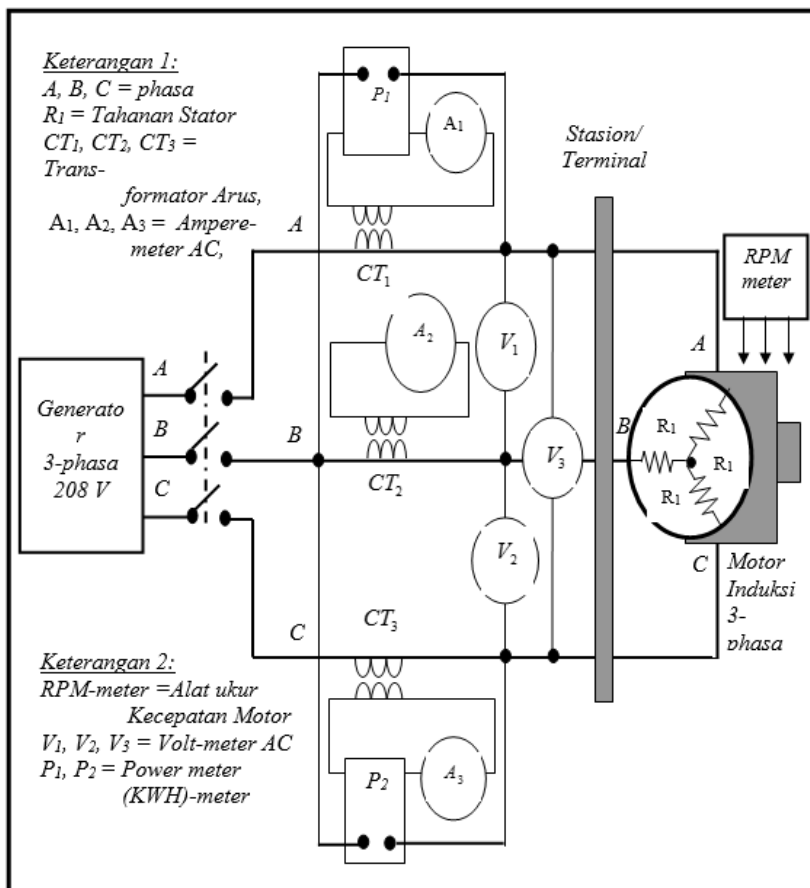 Keterangan 1:
A, B, C = phasa
R₁ = Tahanan Stator
CT₁, CT₂, CT₃ =
Trans-
formator Arus,
A₁, A₂, A₃ = Ampere-
meter AC,
P₁
A₁
Stasion/
Terminal
A
CT₁
RPM
meter
A₂
V₁
A
Generato
r
3-phasa
208 V
A
B
C
B
CT₂
V₃
B
R₁
R₁
R₁
V₂
C
Motor
Induksi
3-
phasa
CT₃
C
Keterangan 2:
RPM-meter =Alat ukur
Kecepatan Motor
V₁, V₂, V₃ = Volt-meter AC
P₁, P₂ = Power meter
(KWH)-meter
P₂
A₃